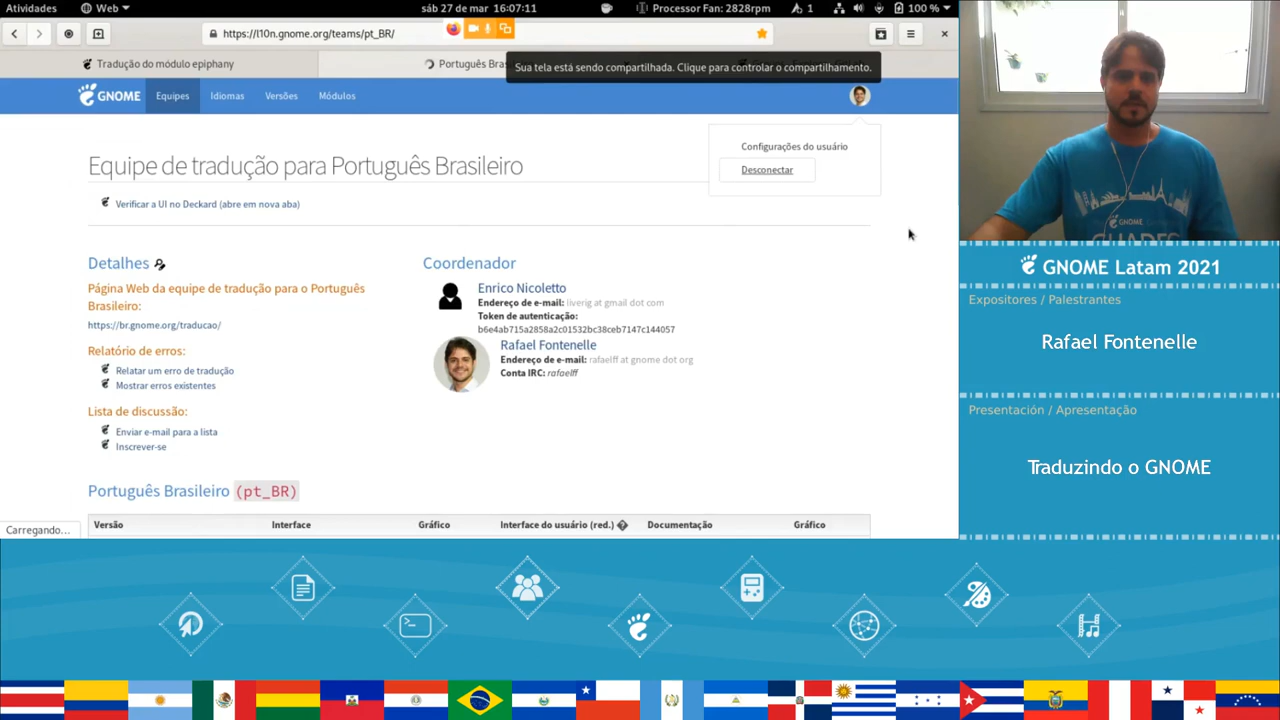 Atividades
Web
sáb 27 de mar 16:07:11
Processor Fan: 2828rpm
1
100 %
https://l10n.gnome.org/teams/pt_BR/
Tradução do módulo epiphany
Português Bras
Sua tela está sendo compartilhada. Clique para controlar o compartilhamento.
GNOME
Equipes
Idiomas
Versões
Módulos
Configurações do usuário
Desconectar
Equipe de tradução para Português Brasileiro
Verificar a UI no Deckard (abre em nova aba)
Detalhes
Página Web da equipe de tradução para o Português
Brasileiro:
https://br.gnome.org/traducao/
Relatório de erros:
Relatar um erro de tradução
Mostrar erros existentes
Lista de discussão:
Enviar e-mail para a lista
Inscrever-se
Coordenador
Enrico Nicoletto
Endereço de e-mail: liverig at gmail dot com
Token de autenticação:
b6e4ab715a2858a2c01532bc38ceb7147c144057
Rafael Fontenelle
Endereço de e-mail: rafaelff at gnome dot org
Conta IRC: rafaelff
Português Brasileiro (pt_BR)
Versão Interface Gráfico Interface do usuário (red.) � Documentação Gráfico
Carregando...
GNOME
GUADEC
GNOME Latam 2021
Expositores / Palestrantes
Rafael Fontenelle
Presentación / Apresentação
Traduzindo o GNOME